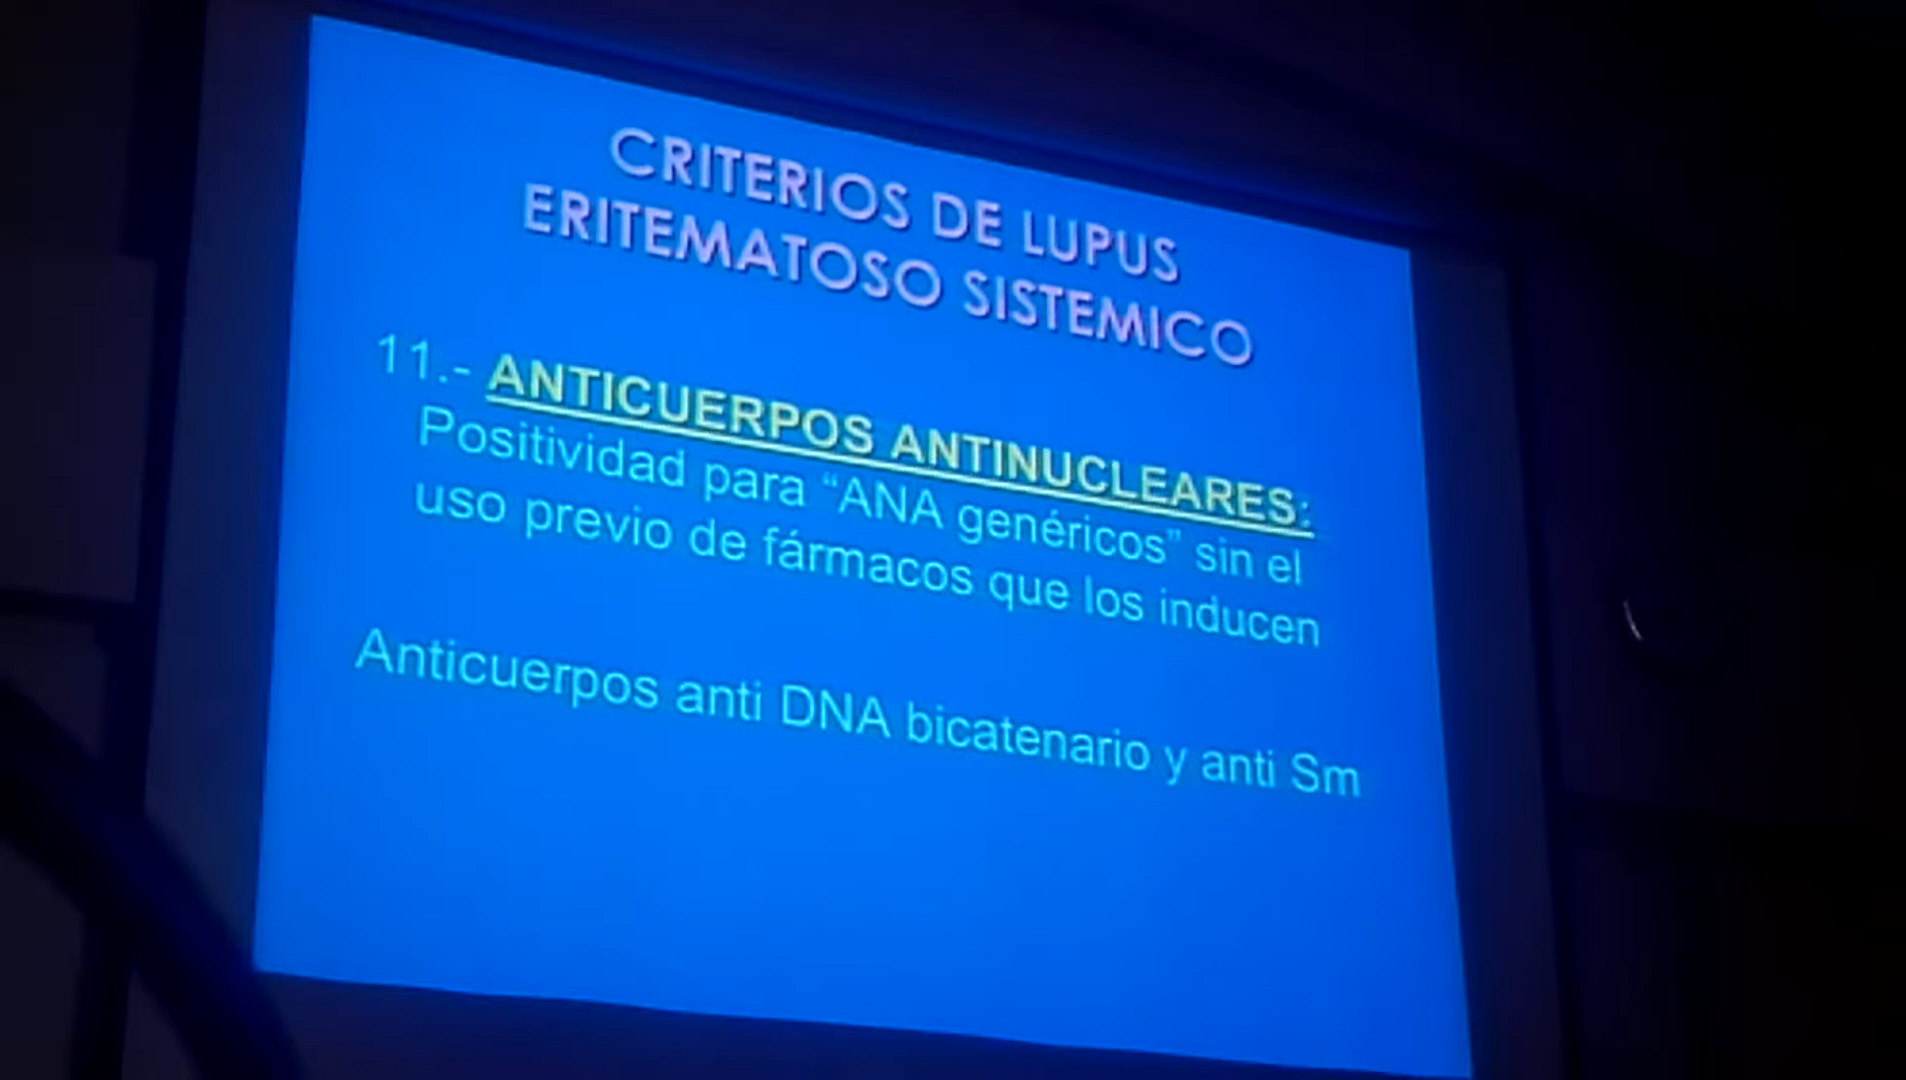 CRITERIOS DE LUPUS
ERITEMATOSO SISTEMICO
11.- ANTICUERPOS ANTINUCLEARES:
Positividad para “ANA genéricos” sin el
uso previo de fármacos que los inducen
Anticuerpos anti DNA bicatenario y anti Sm